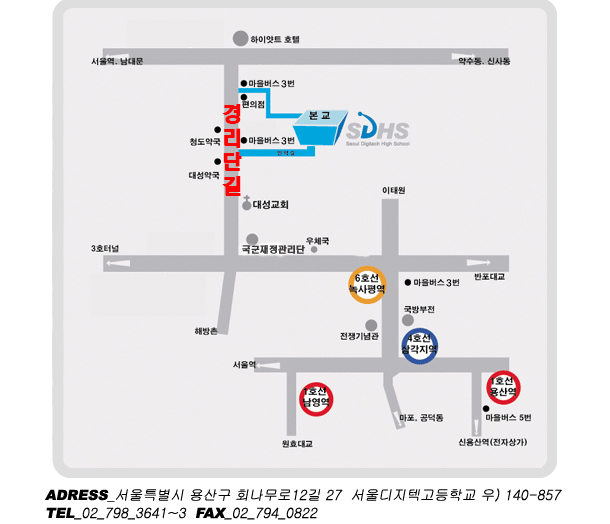 하이앗트 호텔
서울역. 남대문
약수동. 신사동
마을버스 3번
편의점
본 교
SDHS
Seoul Digitech High School
경리단길
청도약국
마을버스 3번
대성약국
대성교회
이태원
우체국
국군재정관리단
3호터널
반포대교
6호선
녹사평역
마을버스 3번
국방부전
해방촌
전쟁기념관
4호선
삼각지역
서울역
1호선
남영역
1호선
용산역
마포, 공덕동
마을버스 5번
원효대교
신용산역(전자상가)
ADRESS_서울특별시 용산구 회나무로12길 27 서울디지텍고등학교 우) 140-857
TEL_02_798_3641~3 FAX_02_794_0822